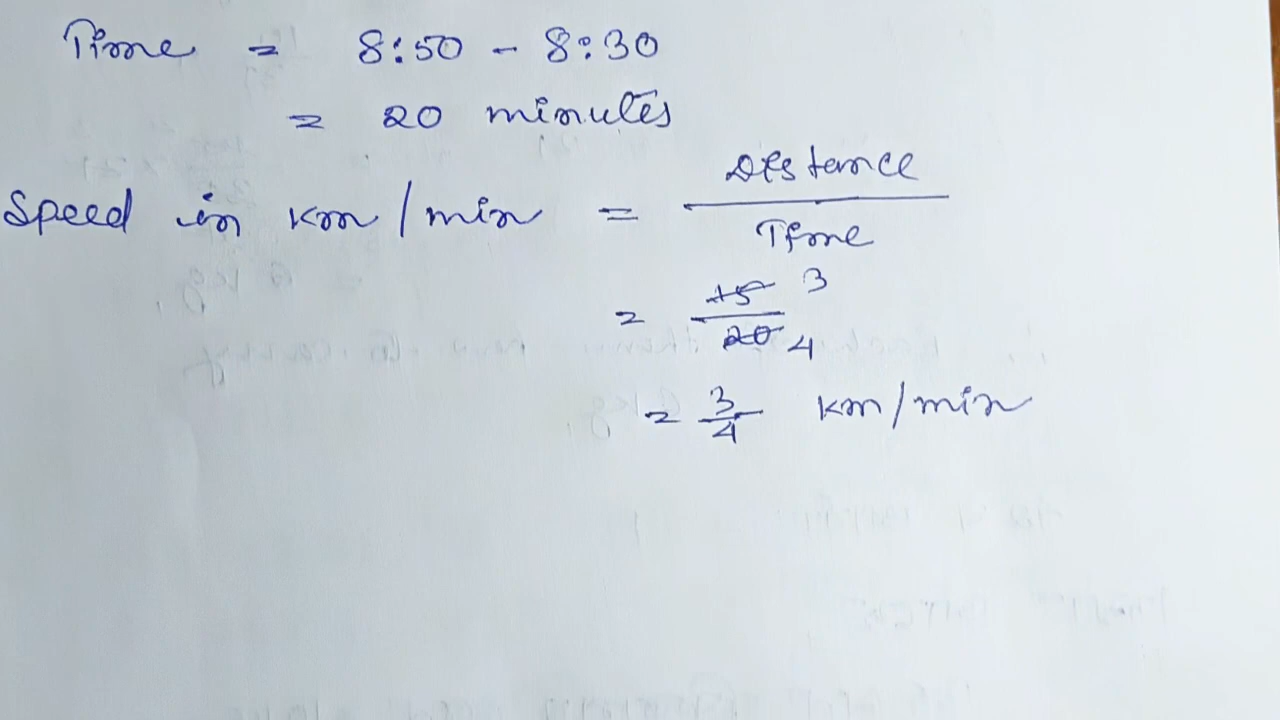 Time = 8:50 - 8:30
= 20 minutes
Speed in km/min = Distance / Time
= 15/20 3/4
= 3/4 km/min